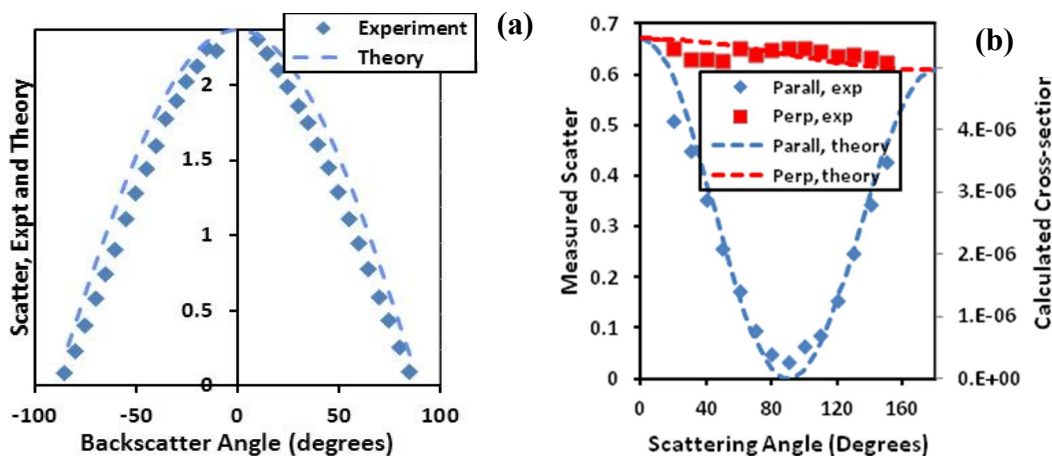 (a)
Experiment
Theory
Scatter, Expt and Theory
2
1.5
1
0.5
0
-100
-50
0
50
100
Backscatter Angle (degrees)
(b)
0.7
0.6
0.5
0.4
0.3
0.2
0.1
0
Measured Scatter
Parall, exp
Perp, exp
Parall, theory
Perp, theory
4.E-06
3.E-06
2.E-06
1.E-06
0.E+00
Calculated Cross-section
0
40
80
120
160
Scattering Angle (Degrees)